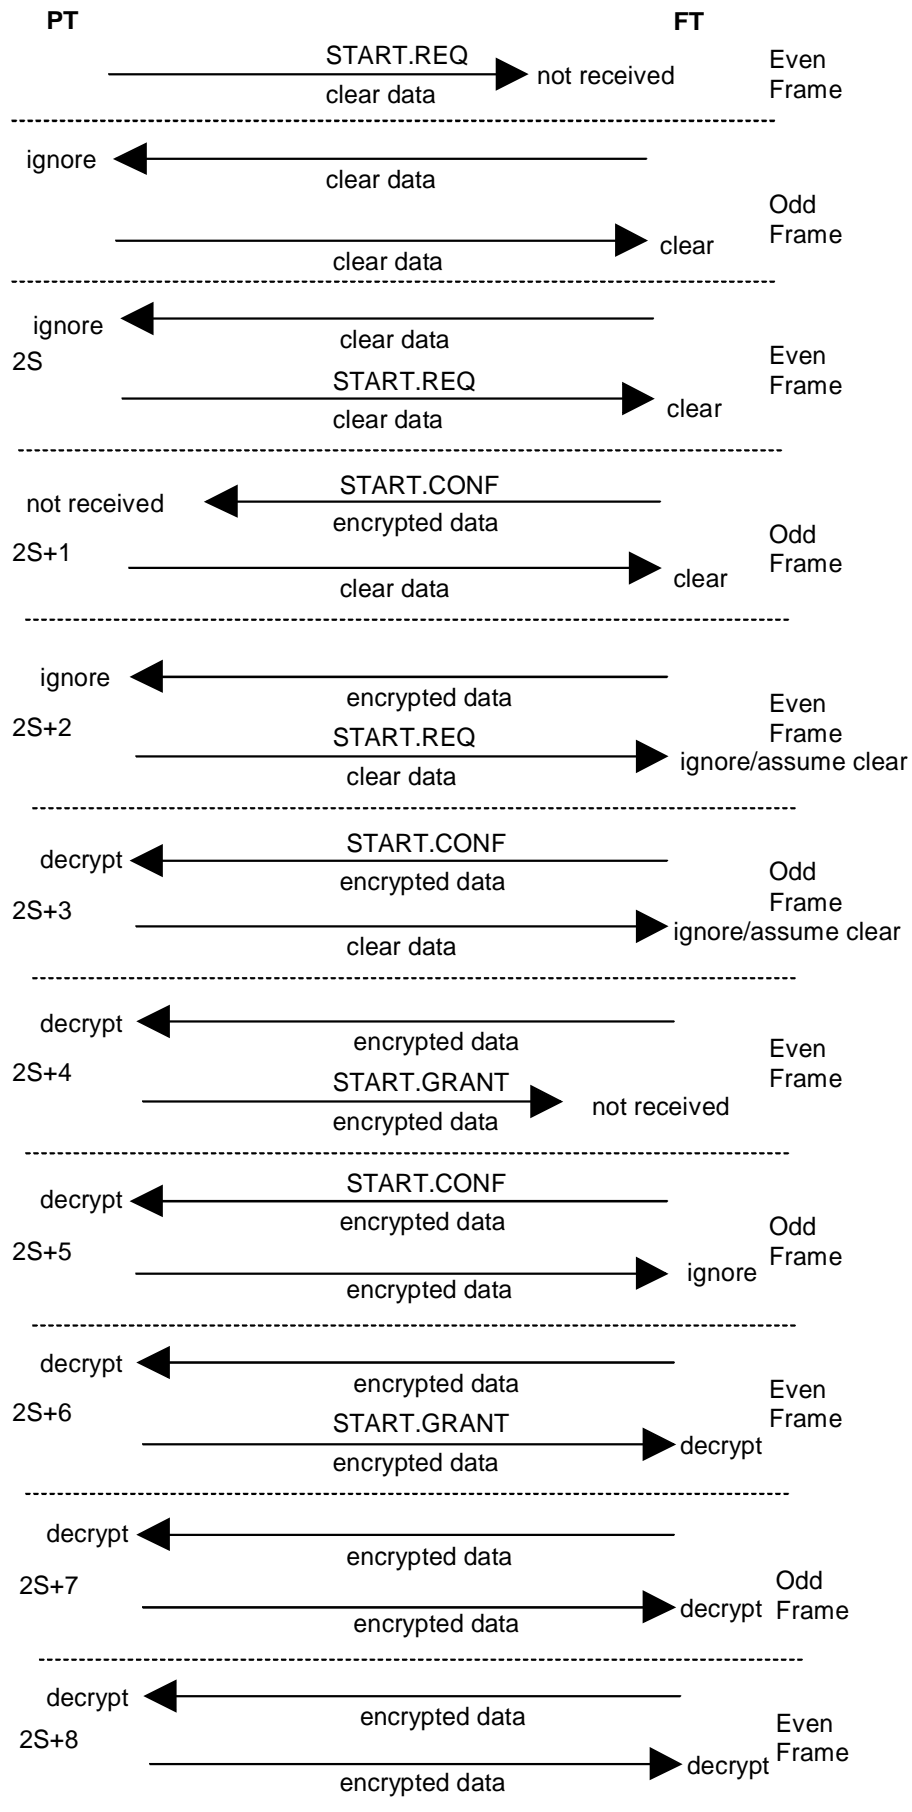 PT
FT
START.REQ
clear data
not received
Even
Frame
ignore
clear data
Odd
Frame
clear data
clear
ignore
clear data
2S
START.REQ
clear data
clear
Even
Frame
not received
START.CONF
encrypted data
2S+1
clear data
clear
Odd
Frame
ignore
encrypted data
2S+2
START.REQ
clear data
Even
Frame
ignore/assume clear
decrypt
START.CONF
encrypted data
2S+3
clear data
Odd
Frame
ignore/assume clear
decrypt
encrypted data
2S+4
START.GRANT
encrypted data
not received
Even
Frame
decrypt
START.CONF
encrypted data
2S+5
encrypted data
ignore
Odd
Frame
decrypt
encrypted data
2S+6
START.GRANT
encrypted data
decrypt
Even
Frame
decrypt
encrypted data
2S+7
encrypted data
decrypt
Odd
Frame
decrypt
encrypted data
2S+8
encrypted data
decrypt
Even
Frame